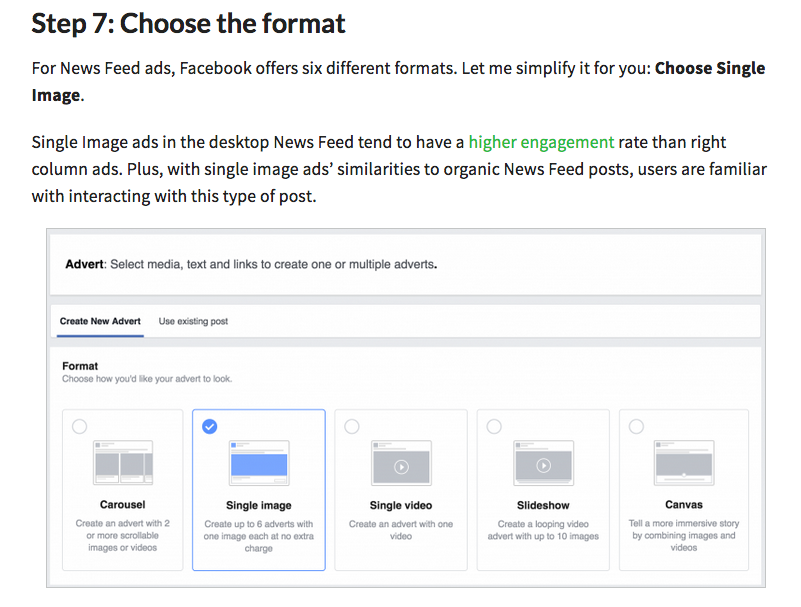 Step 7: Choose the format
For News Feed ads, Facebook offers six different formats. Let me simplify it for you: Choose Single
Image.
Single Image ads in the desktop News Feed tend to have a higher engagement rate than right
column ads. Plus, with single image ads’ similarities to organic News Feed posts, users are familiar
with interacting with this type of post.
Advert: Select media, text and links to create one or multiple adverts.
Create New Advert Use existing post
Format
Choose how you'd like your advert to look.
Carousel
Create an advert with 2
or more scrollable
images or videos
Single image
Create up to 6 adverts with
one image each at no extra
charge
Single video
Create an advert with one
video
Slideshow
Create a looping video
advert with up to 10 images
Canvas
Tell a more immersive story
by combining images and
videos